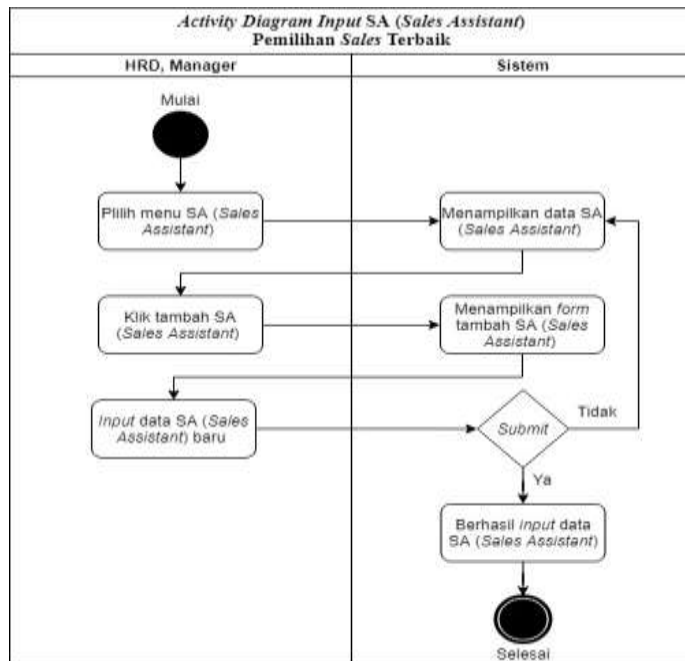 Activity Diagram Input SA (Sales Assistant)
Pemilihan Sales Terbaik
HRD, Manager
Sistem
Mulai
Plilih menu SA (Sales
Assistant)
Menampilkan data SA
(Sales Assistant)
Klik tambah SA
(Sales Assistant)
Menampilkan form
tambah SA (Sales
Assistant)
Input data SA (Sales
Assistant) baru
Submit
Tidak
Ya
Berhasil input data
SA (Sales Assistant)
Selesai